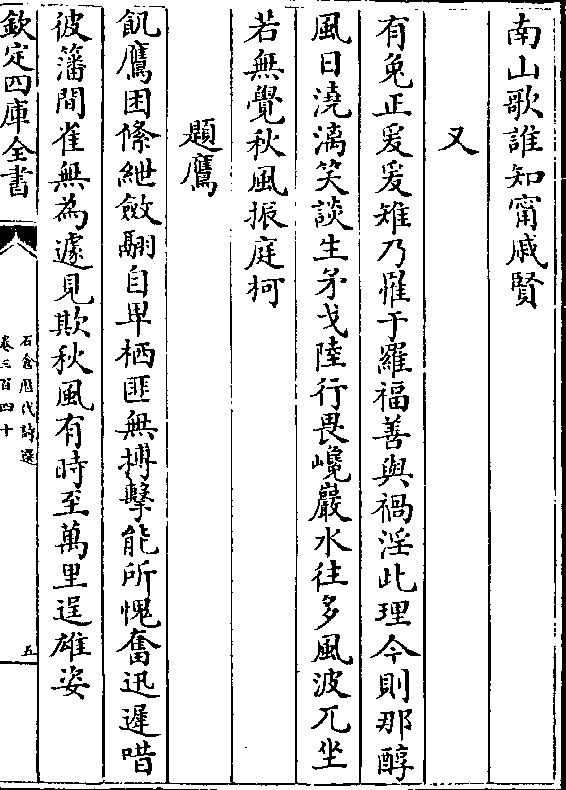 南山歌誰知甯戚賢
又
有兔正爰爰雉乃罹于羅福善與禍淫此理今則那醇
風日澆漓笑談生矛戈陸行畏巉巖水往多風波兀坐
若無覺秋風振庭柯
題鷹
飢鷹困絛紲斂翮自卑栖匪無搏擊能所愧奮迅遲唶
彼藩間雀無為遽見欺秋風有時至萬里逞雄姿
欽定四庫全書
石倉歷代詩選
卷三百四十
五